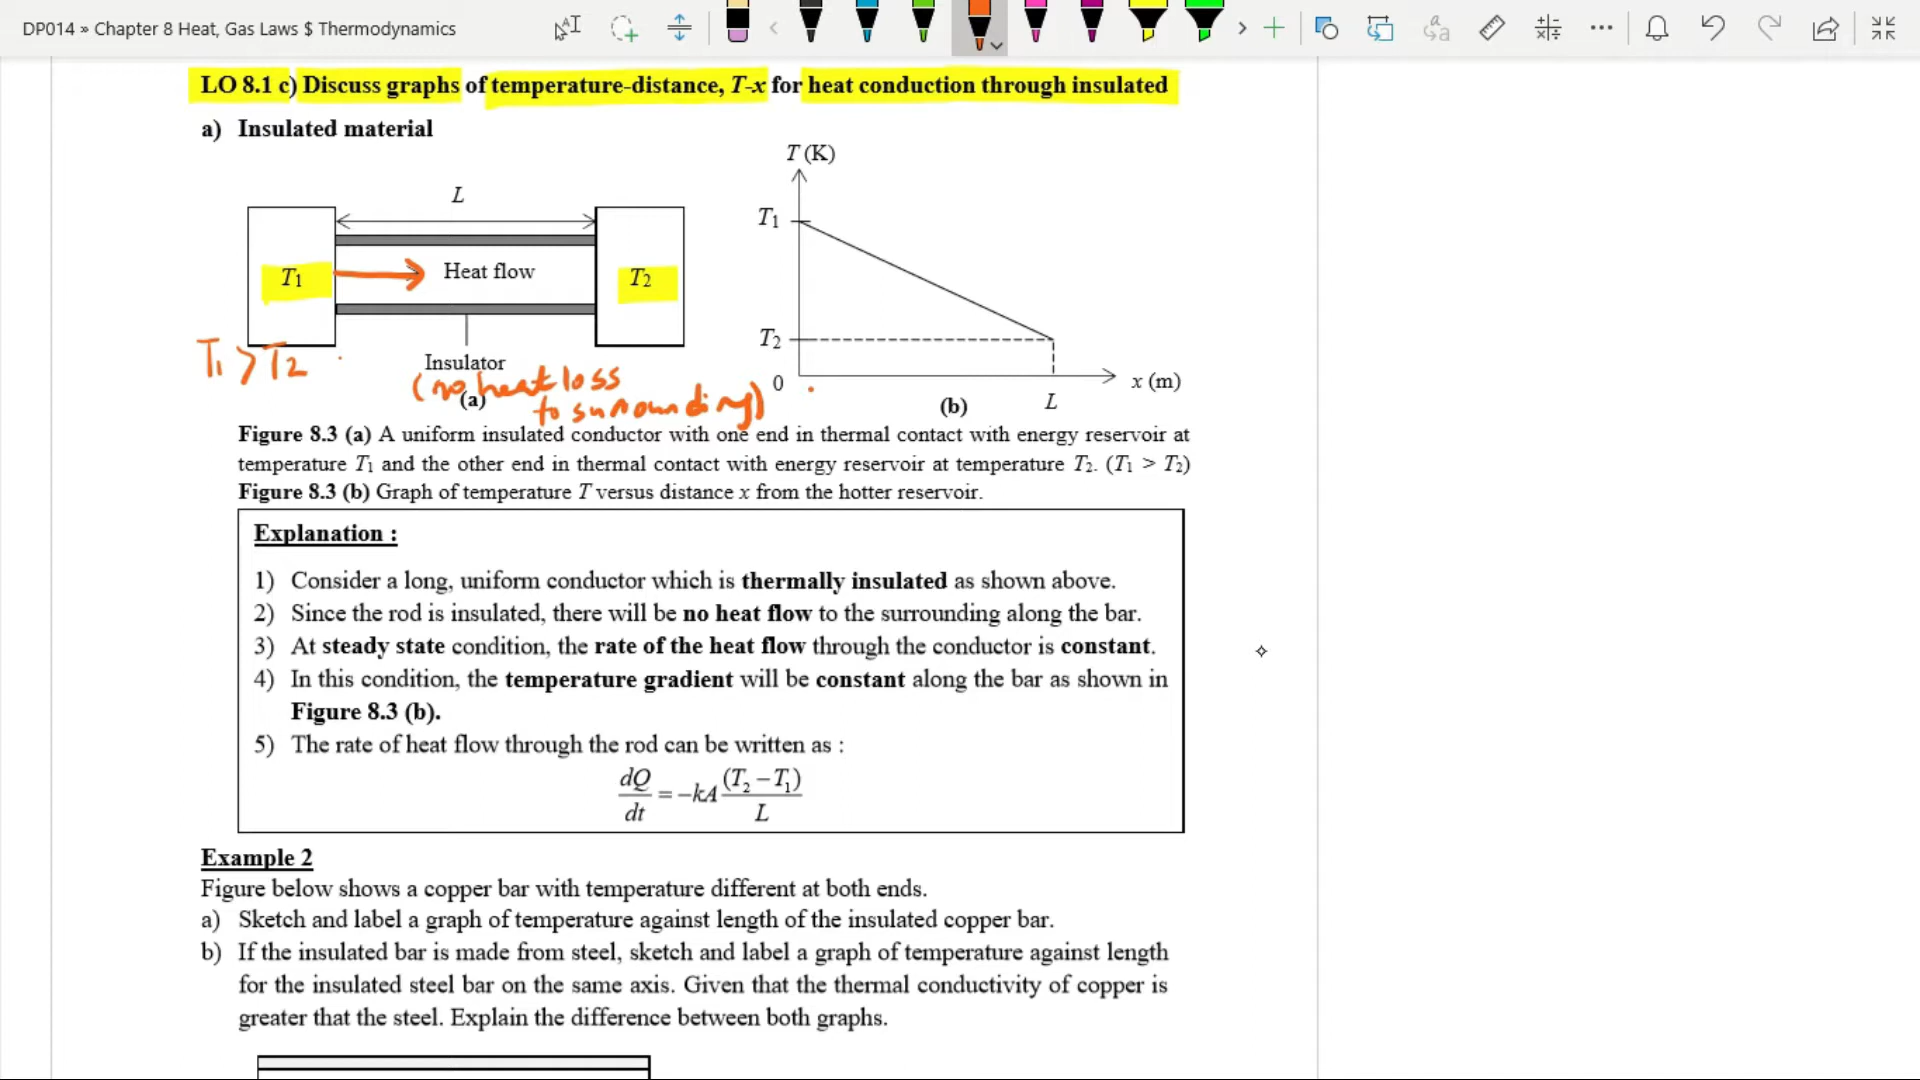 DP014 » Chapter 8 Heat, Gas Laws $ Thermodynamics
LO 8.1 c) Discuss graphs of temperature-distance, T-x for heat conduction through insulated
a) Insulated material
T (K)
L
T1
T1
Heat flow
T2
T2
T1 > T2
Insulator
(no heat loss
to surrounding)
(a)
0
x (m)
(b)
L
Figure 8.3 (a) A uniform insulated conductor with one end in thermal contact with energy reservoir at
temperature T1 and the other end in thermal contact with energy reservoir at temperature T2. (T1 > T2)
Figure 8.3 (b) Graph of temperature T versus distance x from the hotter reservoir.
Explanation :
1) Consider a long, uniform conductor which is thermally insulated as shown above.
2) Since the rod is insulated, there will be no heat flow to the surrounding along the bar.
3) At steady state condition, the rate of the heat flow through the conductor is constant.
4) In this condition, the temperature gradient will be constant along the bar as shown in
Figure 8.3 (b).
5) The rate of heat flow through the rod can be written as :
dQ/dt = -kA (T2 - T1)/L
Example 2
Figure below shows a copper bar with temperature different at both ends.
a) Sketch and label a graph of temperature against length of the insulated copper bar.
b) If the insulated bar is made from steel, sketch and label a graph of temperature against length
for the insulated steel bar on the same axis. Given that the thermal conductivity of copper is
greater that the steel. Explain the difference between both graphs.